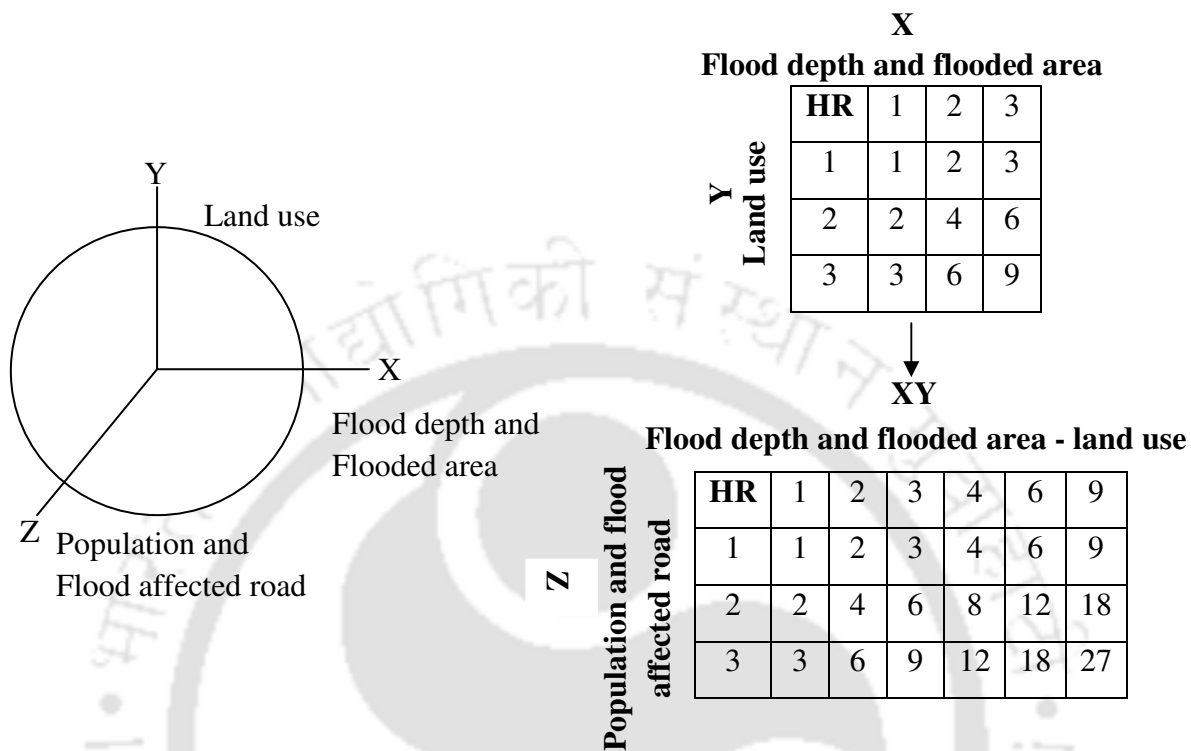 Y
Land use
X
Flood depth and
Flooded area
Z
Population and
Flood affected road
X
Flood depth and flooded area
Y
Land use
HR 1 2 3
1 1 2 3
2 2 4 6
3 3 6 9
XY
Flood depth and flooded area - land use
Z
Population and flood
affected road
HR 1 2 3 4 6 9
1 1 2 3 4 6 9
2 2 4 6 8 12 18
3 3 6 9 12 18 27